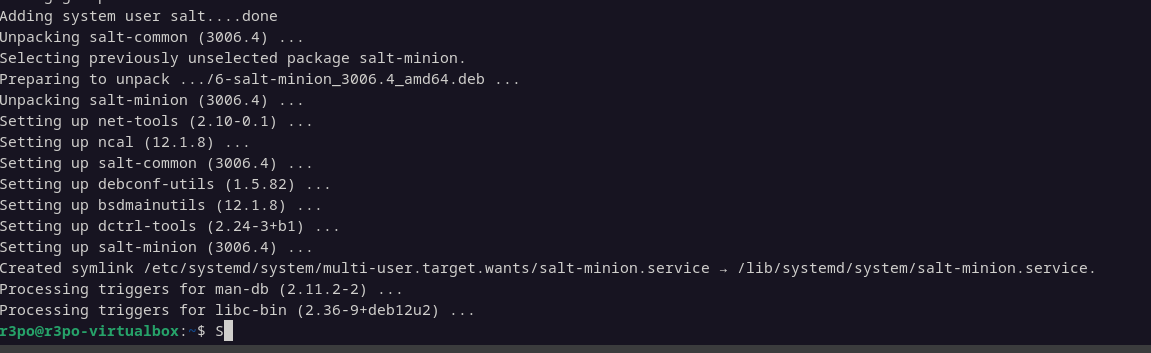 Adding system user salt....done
Unpacking salt-common (3006.4) ...
Selecting previously unselected package salt-minion.
Preparing to unpack .../6-salt-minion_3006.4_amd64.deb ...
Unpacking salt-minion (3006.4) ...
Setting up net-tools (2.10-0.1) ...
Setting up ncal (12.1.8) ...
Setting up salt-common (3006.4) ...
Setting up debconf-utils (1.5.82) ...
Setting up bsdmainutils (12.1.8) ...
Setting up dctrl-tools (2.24-3+b1) ...
Setting up salt-minion (3006.4) ...
Created symlink /etc/systemd/system/multi-user.target.wants/salt-minion.service → /lib/systemd/system/salt-minion.service.
Processing triggers for man-db (2.11.2-2) ...
Processing triggers for libc-bin (2.36-9+deb12u2) ...
r3po@r3po-virtualbox:~$ S